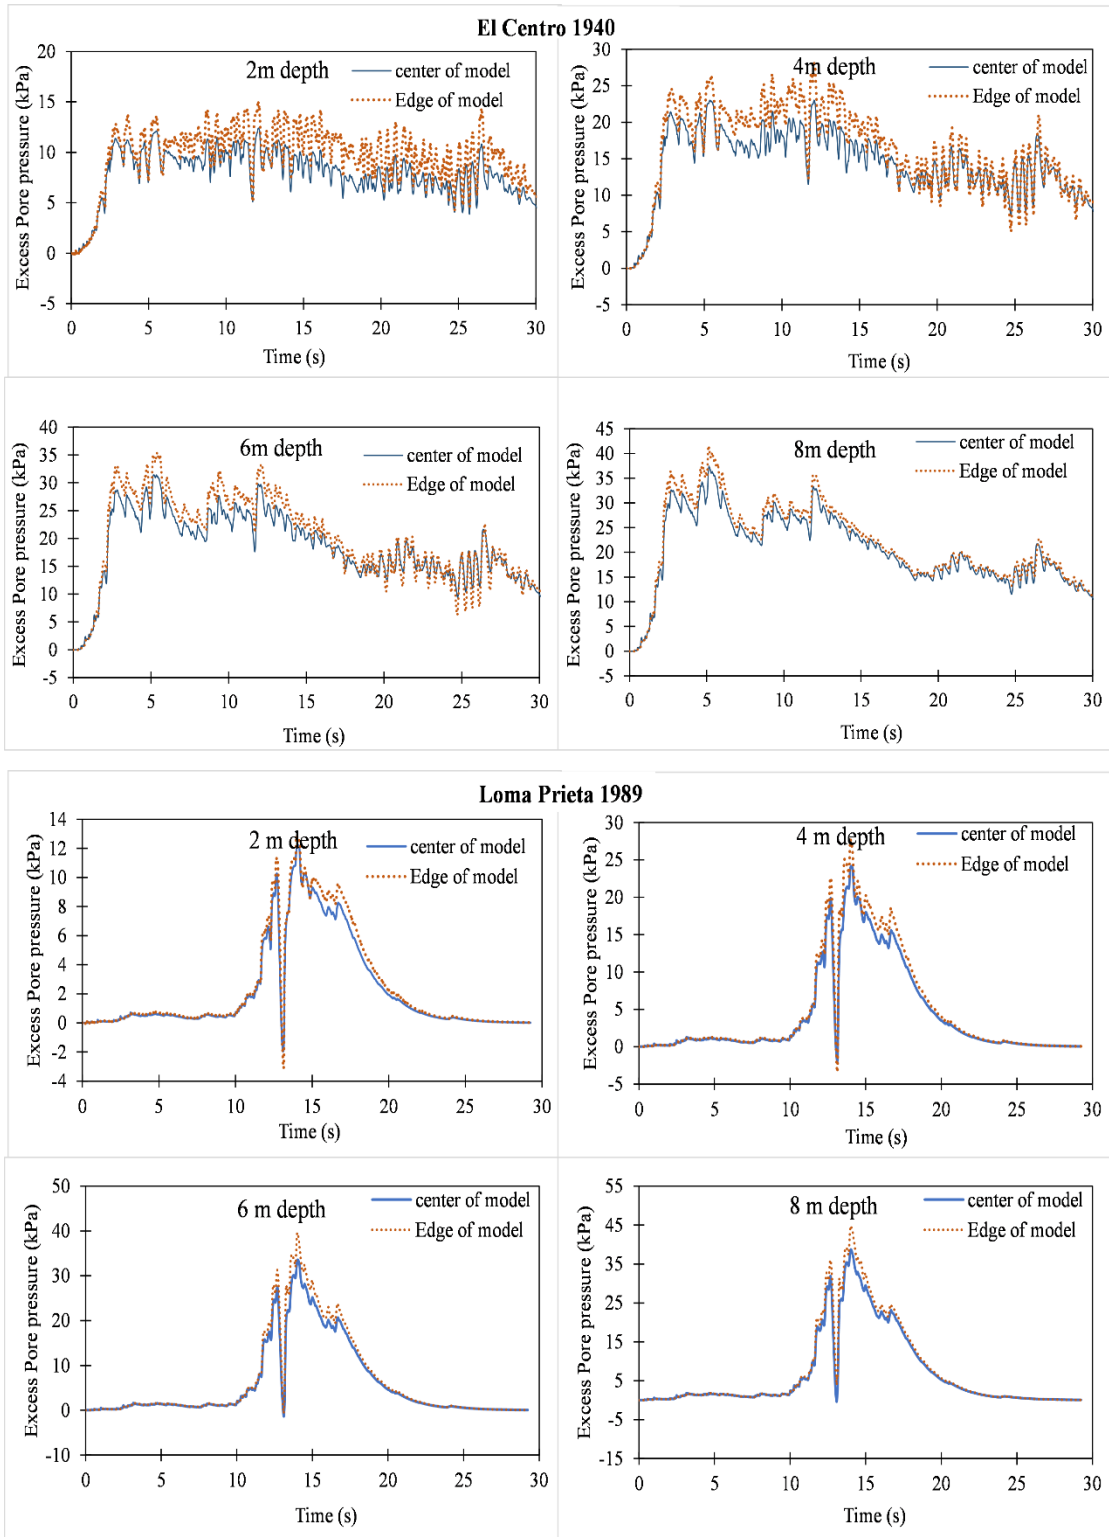 El Centro 1940
2m depth
center of model
Edge of model
Excess Pore pressure (kPa)
20
15
10
5
0
-5
0 5 10 15 20 25 30
Time (s)
4m depth
center of model
Edge of model
Excess Pore pressure (kPa)
30
25
20
15
10
5
0
-5
0 5 10 15 20 25 30
Time (s)
6m depth
center of model
Edge of model
Excess Pore pressure (kPa)
40
35
30
25
20
15
10
5
0
-5
0 5 10 15 20 25 30
Time (s)
8m depth
center of model
Edge of model
Excess Pore pressure (kPa)
45
40
35
30
25
20
15
10
5
0
-5
0 5 10 15 20 25 30
Time (s)
Loma Prieta 1989
2 m depth
center of model
Edge of model
Excess Pore pressure (kPa)
14
12
10
8
6
4
2
0
-2
-4
0 5 10 15 20 25 30
Time (s)
4 m depth
center of model
Edge of model
Excess Pore pressure (kPa)
30
25
20
15
10
5
0
-5
0 5 10 15 20 25 30
Time (s)
6 m depth
center of model
Edge of model
Excess Pore pressure (kPa)
50
40
30
20
10
0
-10
0 5 10 15 20 25 30
Time (s)
8 m depth
center of model
Edge of model
Excess Pore pressure (kPa)
55
45
35
25
15
5
-5
-15
0 5 10 15 20 25 30
Time (s)